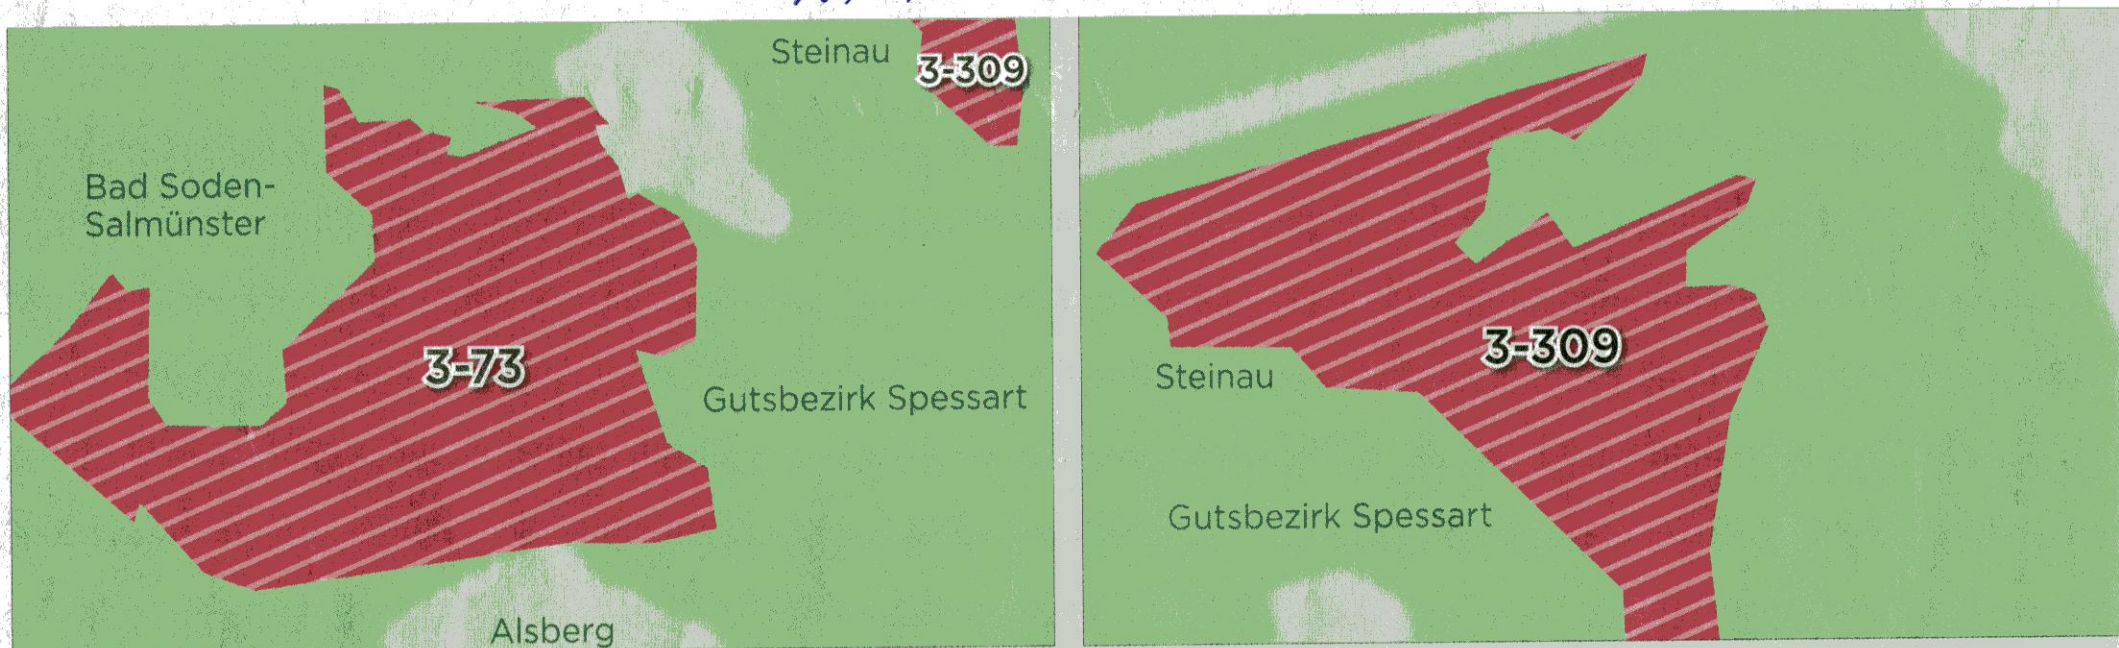 Steinau
3-309
Bad Soden-
Salmünster
3-73
Gutsbezirk Spessart
Alsberg
3-309
Steinau
Gutsbezirk Spessart